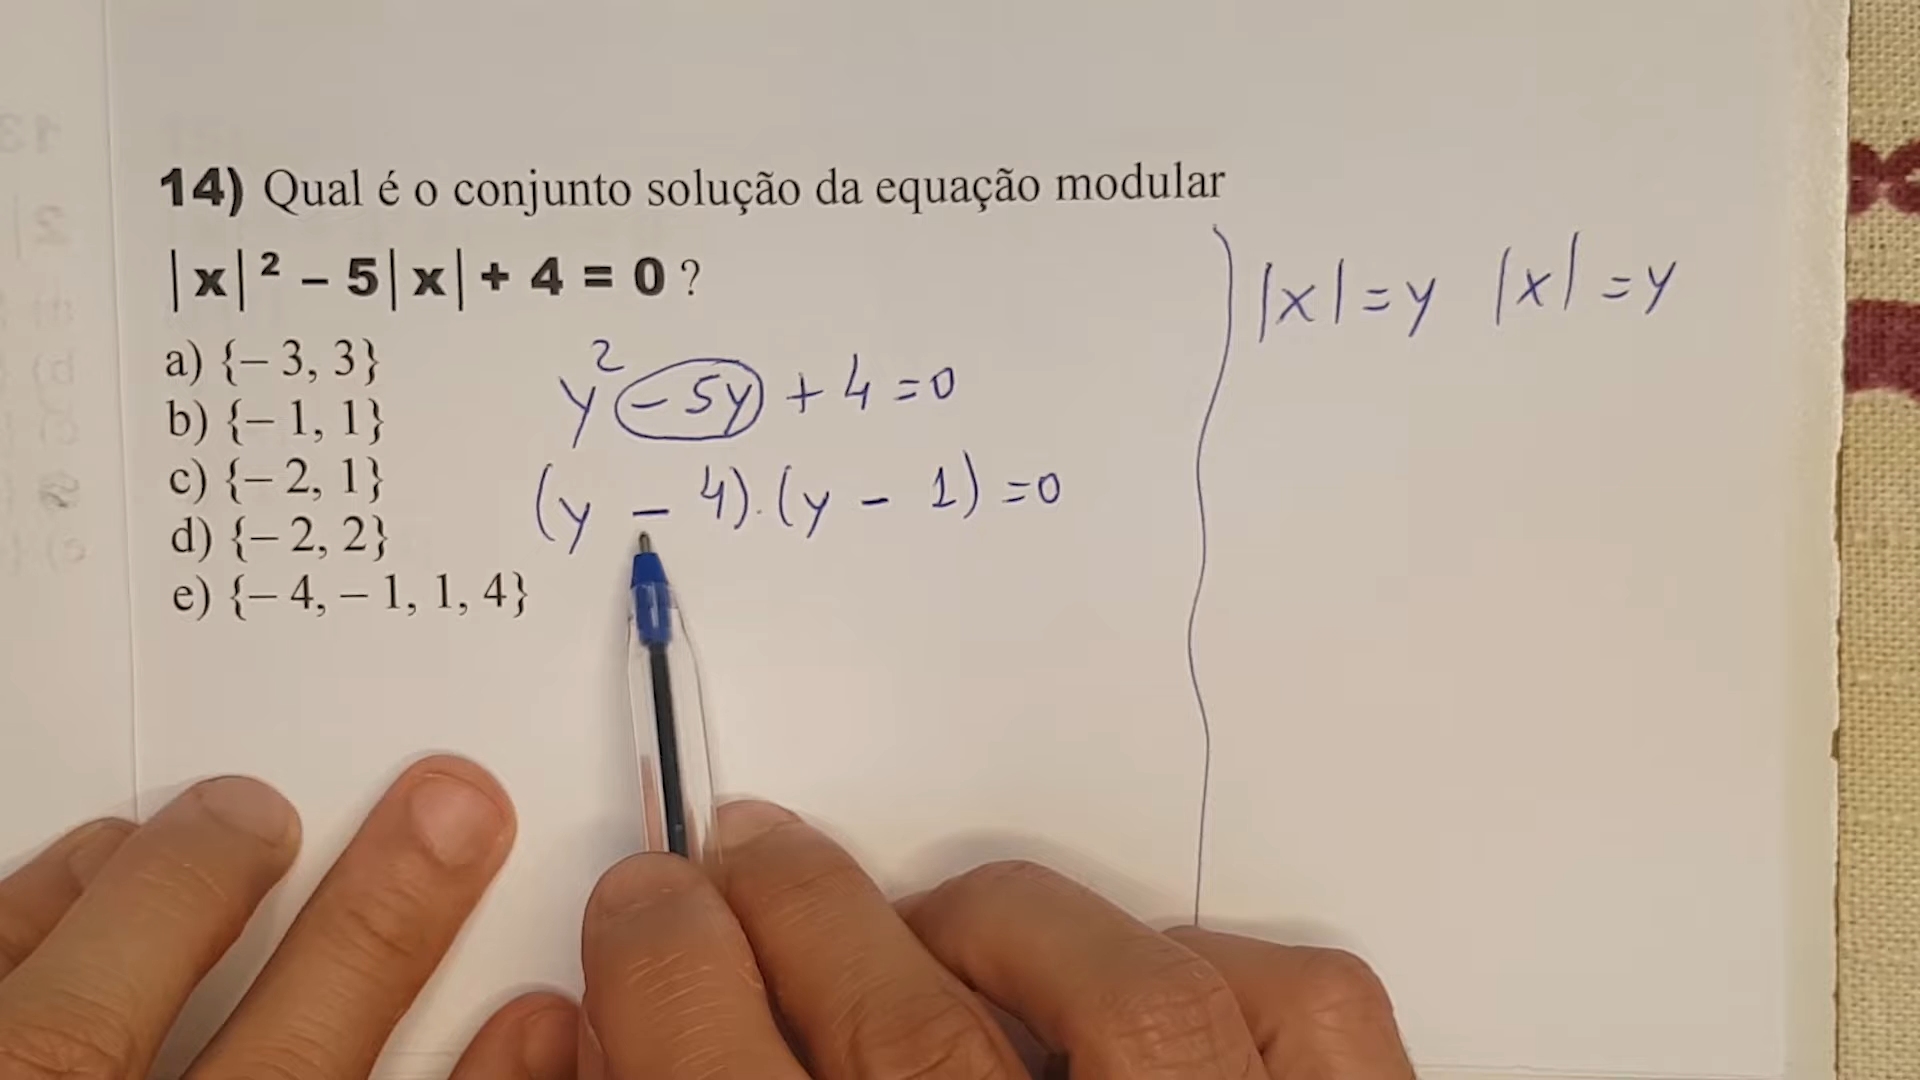 14) Qual é o conjunto solução da equação modular
|x|² – 5|x| + 4 = 0 ?
a) {– 3, 3}
b) {– 1, 1}
c) {– 2, 1}
d) {– 2, 2}
e) {– 4, – 1, 1, 4}
y² – 5y + 4 = 0
(y – 4).(y – 1) = 0
|x| = y |x| = y